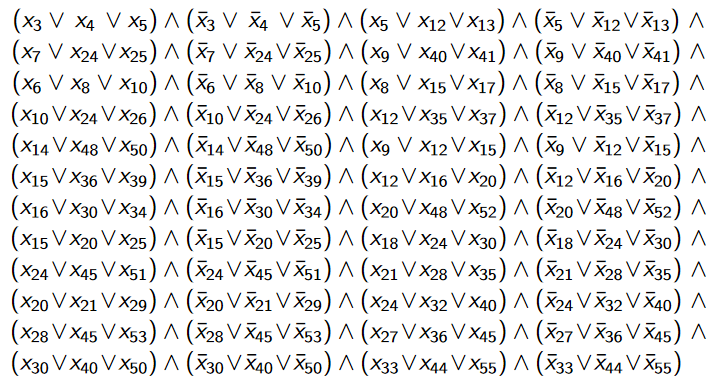 (x₃ ∨ x₄ ∨ x₅) ∧ (x̄₃ ∨ x̄₄ ∨ x̄₅) ∧ (x₅ ∨ x₁₂ ∨ x₁₃) ∧ (x̄₅ ∨ x̄₁₂ ∨ x̄₁₃) ∧
(x₇ ∨ x₂₄ ∨ x₂₅) ∧ (x̄₇ ∨ x̄₂₄ ∨ x̄₂₅) ∧ (x₉ ∨ x₄₀ ∨ x₄₁) ∧ (x̄₉ ∨ x̄₄₀ ∨ x̄₄₁) ∧
(x₆ ∨ x₈ ∨ x₁₀) ∧ (x̄₆ ∨ x̄₈ ∨ x̄₁₀) ∧ (x₈ ∨ x₁₅ ∨ x₁₇) ∧ (x̄₈ ∨ x̄₁₅ ∨ x̄₁₇) ∧
(x₁₀ ∨ x₂₄ ∨ x₂₆) ∧ (x̄₁₀ ∨ x̄₂₄ ∨ x̄₂₆) ∧ (x₁₂ ∨ x₃₅ ∨ x₃₇) ∧ (x̄₁₂ ∨ x̄₃₅ ∨ x̄₃₇) ∧
(x₁₄ ∨ x₄₈ ∨ x₅₀) ∧ (x̄₁₄ ∨ x̄₄₈ ∨ x̄₅₀) ∧ (x₉ ∨ x₁₂ ∨ x₁₅) ∧ (x̄₉ ∨ x̄₁₂ ∨ x̄₁₅) ∧
(x₁₅ ∨ x₃₆ ∨ x₃₉) ∧ (x̄₁₅ ∨ x̄₃₆ ∨ x̄₃₉) ∧ (x₁₂ ∨ x₁₆ ∨ x₂₀) ∧ (x̄₁₂ ∨ x̄₁₆ ∨ x̄₂₀) ∧
(x₁₆ ∨ x₃₀ ∨ x₃₄) ∧ (x̄₁₆ ∨ x̄₃₀ ∨ x̄₃₄) ∧ (x₂₀ ∨ x₄₈ ∨ x₅₂) ∧ (x̄₂₀ ∨ x̄₄₈ ∨ x̄₅₂) ∧
(x₁₅ ∨ x₂₀ ∨ x₂₅) ∧ (x̄₁₅ ∨ x̄₂₀ ∨ x̄₂₅) ∧ (x₁₈ ∨ x₂₄ ∨ x₃₀) ∧ (x̄₁₈ ∨ x̄₂₄ ∨ x̄₃₀) ∧
(x₂₄ ∨ x₄₅ ∨ x₅₁) ∧ (x̄₂₄ ∨ x̄₄₅ ∨ x̄₅₁) ∧ (x₂₁ ∨ x₂₈ ∨ x₃₅) ∧ (x̄₂₁ ∨ x̄₂₈ ∨ x̄₃₅) ∧
(x₂₀ ∨ x₂₁ ∨ x₂₉) ∧ (x̄₂₀ ∨ x̄₂₁ ∨ x̄₂₉) ∧ (x₂₄ ∨ x₃₂ ∨ x₄₀) ∧ (x̄₂₄ ∨ x̄₃₂ ∨ x̄₄₀) ∧
(x₂₈ ∨ x₄₅ ∨ x₅₃) ∧ (x̄₂₈ ∨ x̄₄₅ ∨ x̄₅₃) ∧ (x₂₇ ∨ x₃₆ ∨ x₄₅) ∧ (x̄₂₇ ∨ x̄₃₆ ∨ x̄₄₅) ∧
(x₃₀ ∨ x₄₀ ∨ x₅₀) ∧ (x̄₃₀ ∨ x̄₄₀ ∨ x̄₅₀) ∧ (x₃₃ ∨ x₄₄ ∨ x₅₅) ∧ (x̄₃₃ ∨ x̄₄₄ ∨ x̄₅₅)